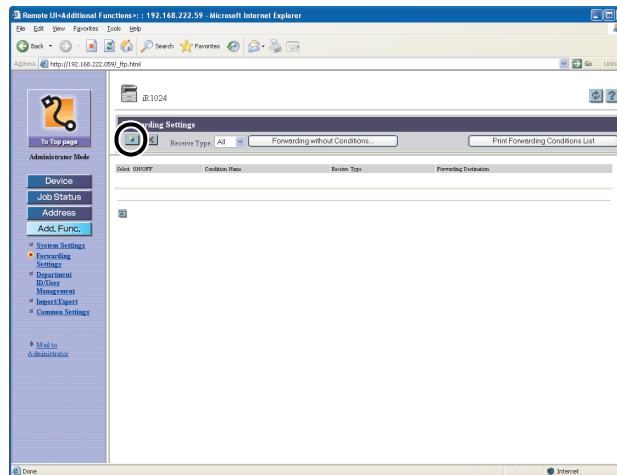 Remote UI<Additional Functions>: : 192.168.222.59 - Microsoft Internet Explorer
File Edit View Favorites Tools Help
Back Search Favorites
Address http://192.168.222.059/_ftp.html Go Links
iR1024
To Top page
Administrator Mode
Device
Job Status
Address
Add. Func.
System Settings
Forwarding
Settings
Department
ID/User
Management
Import/Export
Common Settings
Mail to
Administrator
Forwarding Settings
Receive Type: All Forwarding without Conditions... Print Forwarding Conditions List
Select ON/OFF Condition Name Receive Type Forwarding Destination
Done Internet